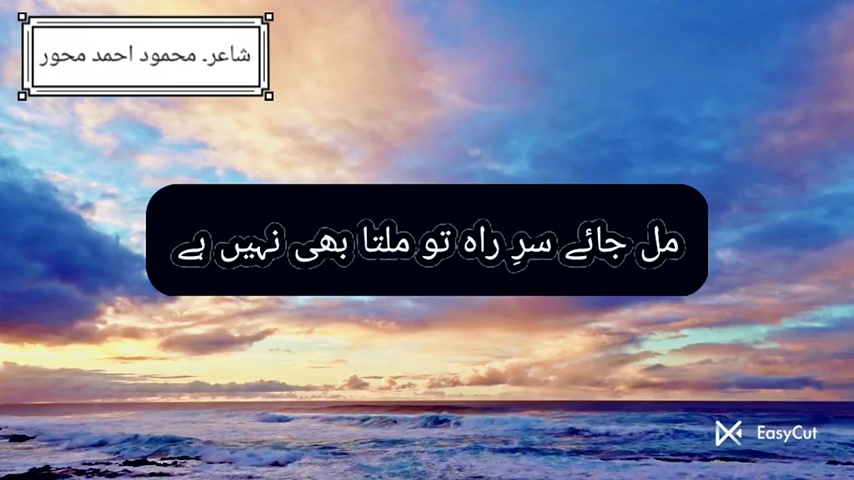 شاعر۔ محمود احمد محور
مل جائے سرِ راہ تو ملتا بھی نہیں ہے
EasyCut